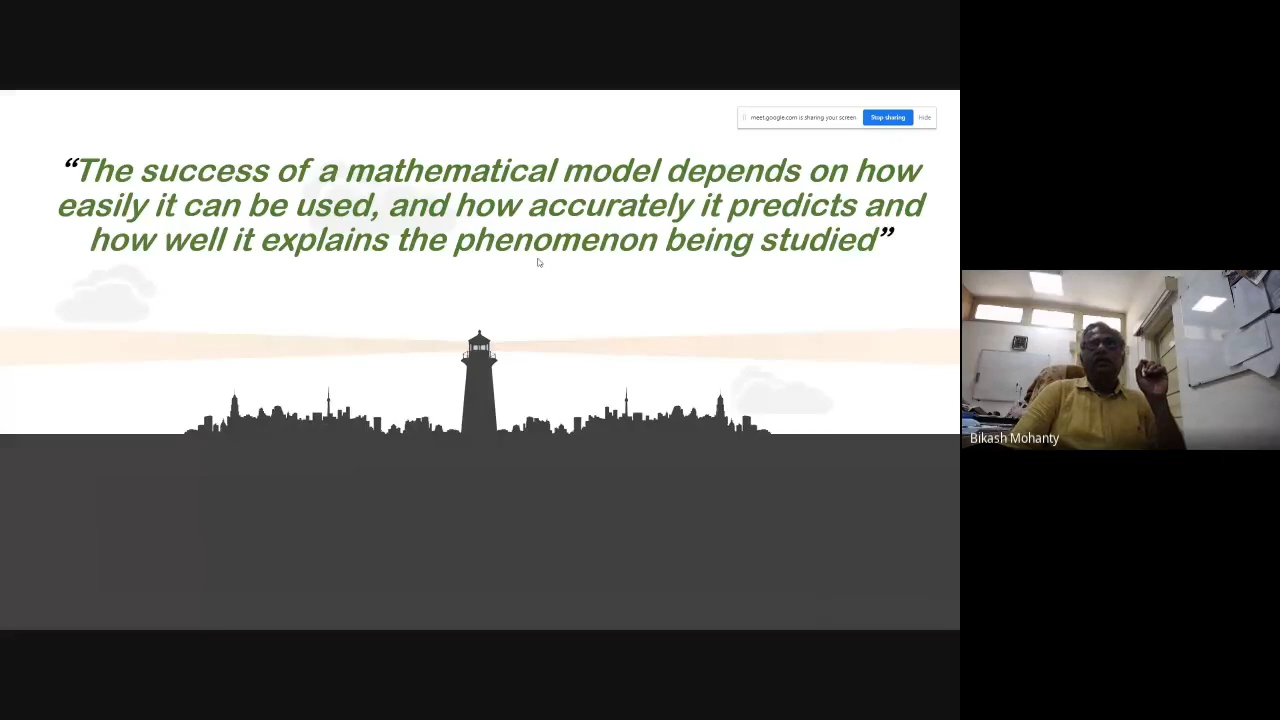 meet.google.com is sharing your screen. Stop sharing Hide
“The success of a mathematical model depends on how
easily it can be used, and how accurately it predicts and
how well it explains the phenomenon being studied”
Bikash Mohanty